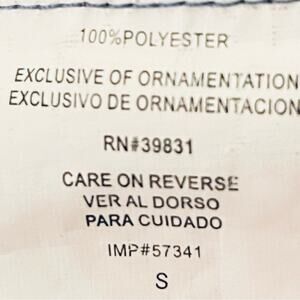 100%POLYESTER
EXCLUSIVE OF ORNAMENTATION
EXCLUSIVO DE ORNAMENTACION
RN#39831
CARE ON REVERSE
VER AL DORSO
PARA CUIDADO
IMP#57341
S